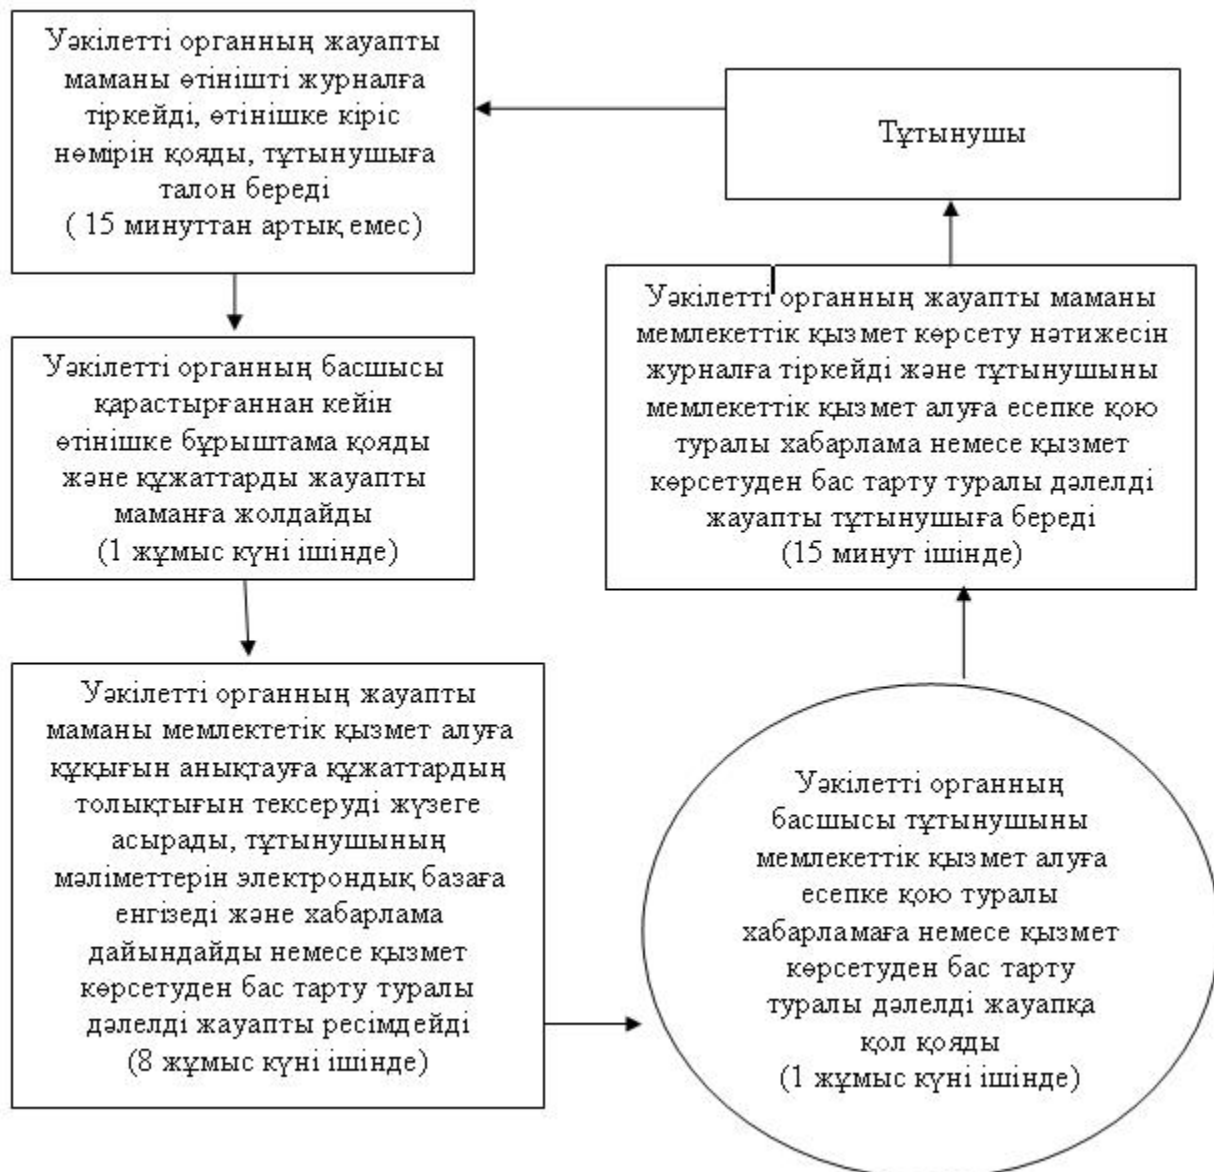 Уәкілетті органның жауапты
маманы өтінішті журналға
тіркейді, өтінішке кіріс
нөмірін қояды, тұтынушыға
талон береді
( 15 минуттан артық емес)
Тұтынушы
Уәкілетті органның басшысы
қарастырғаннан кейін
өтінішке бұрыштама қояды
және құжаттарды жауапты
маманға жолдайды
(1 жұмыс күні ішінде)
Уәкілетті органның жауапты маманы
мемлекеттік қызмет көрсету нәтижесін
журналға тіркейді және тұтынушыны
мемлекеттік қызмет алуға есепке қою
туралы хабарлама немесе қызмет
көрсетуден бас тарту туралы дәлелді
жауапты тұтынушыға береді
(15 минут ішінде)
Уәкілетті органның жауапты
маманы мемлектетік қызмет алуға
құқығын анықтауға құжаттардың
толықтығын тексеруді жүзеге
асырады, тұтынушының
мәліметтерін электрондық базаға
енгізеді және хабарлама
дайындайды немесе қызмет
көрсетуден бас тарту туралы
дәлелді жауапты ресімдейді
(8 жұмыс күні ішінде)
Уәкілетті органның
басшысы тұтынушыны
мемлекеттік қызмет алуға
есепке қою туралы
хабарламаға немесе қызмет
көрсетуден бас тарту
туралы дәлелді жауапқа
қол қояды
(1 жұмыс күні ішінде)